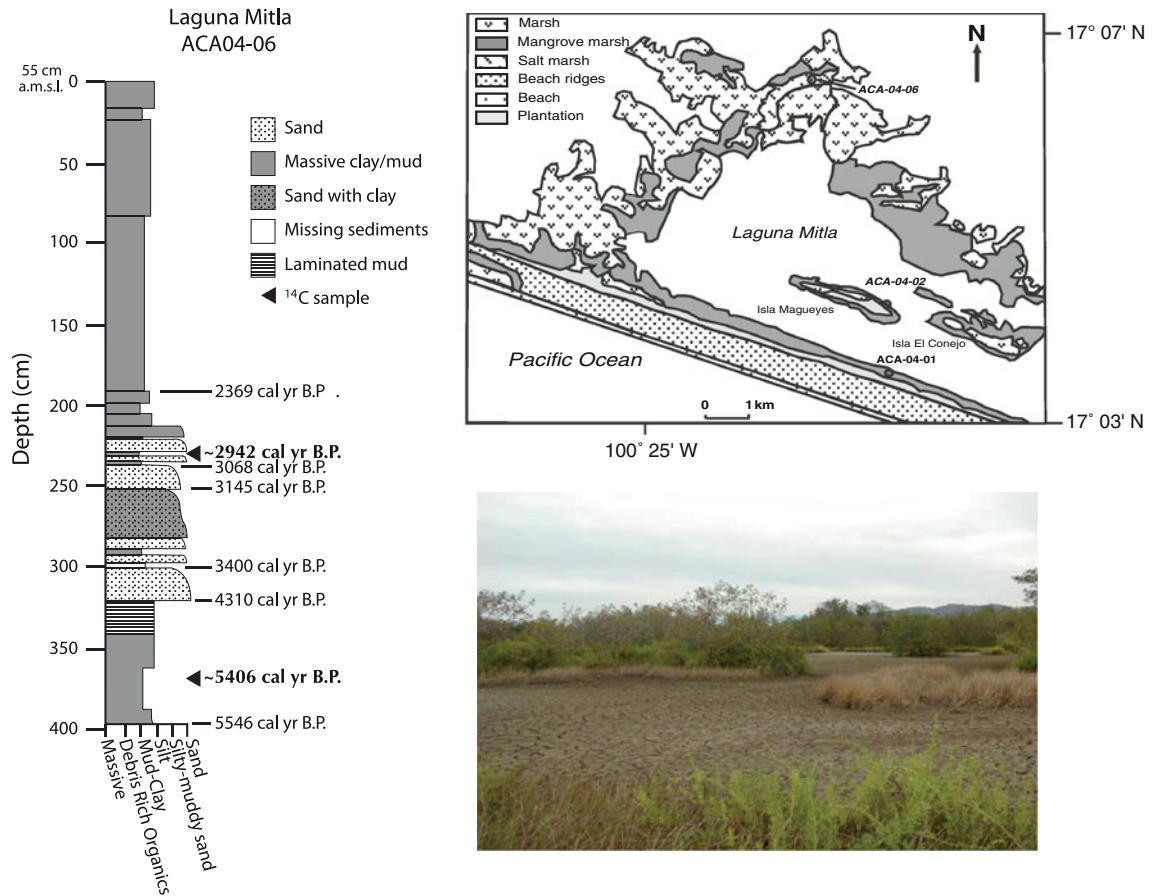 Laguna Mitla
ACA04-06
55 cm
a.m.s.l.
0
50
100
150
200
250
300
350
400
Depth (cm)
Sand
Massive clay/mud
Sand with clay
Missing sediments
Laminated mud
¹⁴C sample
2369 cal yr B.P .
~2942 cal yr B.P.
3068 cal yr B.P.
3145 cal yr B.P.
3400 cal yr B.P.
4310 cal yr B.P.
~5406 cal yr B.P.
5546 cal yr B.P.
Massive
Debris Rich Organics
Mud-Clay
Silt
Silty-muddy sand
Sand
Marsh
Mangrove marsh
Salt marsh
Beach ridges
Beach
Plantation
N
17° 07' N
ACA-04-06
Laguna Mitla
ACA-04-02
Isla Magueyes
Isla El Conejo
ACA-04-01
Pacific Ocean
0 1 km
17° 03' N
100° 25' W